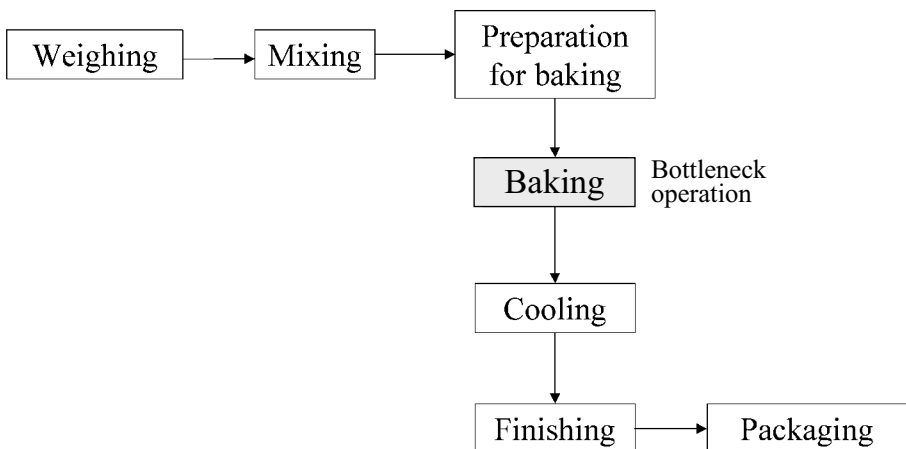 Weighing
Mixing
Preparation
for baking
Baking
Bottleneck
operation
Cooling
Finishing
Packaging